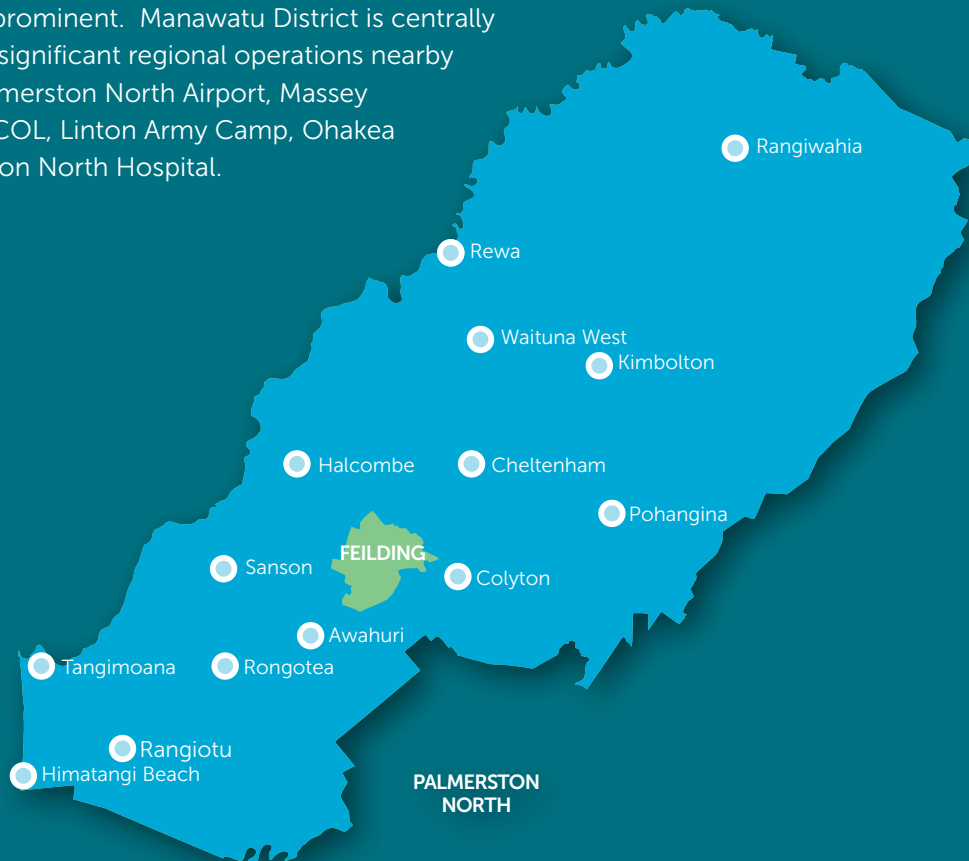 prominent. Manawatu District is centrally
significant regional operations nearby
merston North Airport, Massey
COL, Linton Army Camp, Ohakea
on North Hospital.
Rangiwahia
Rewa
Waituna West
Kimbolton
Halcombe
Cheltenham
Pohangina
FEILDING
Sanson
Colyton
Awahuri
Tangimoana
Rongotea
Rangiotu
Himatangi Beach
PALMERSTON
NORTH